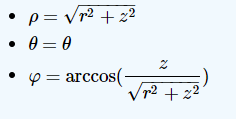 • ρ = √(r² + z²)
• θ = θ
• φ = arccos(z / √(r² + z²))